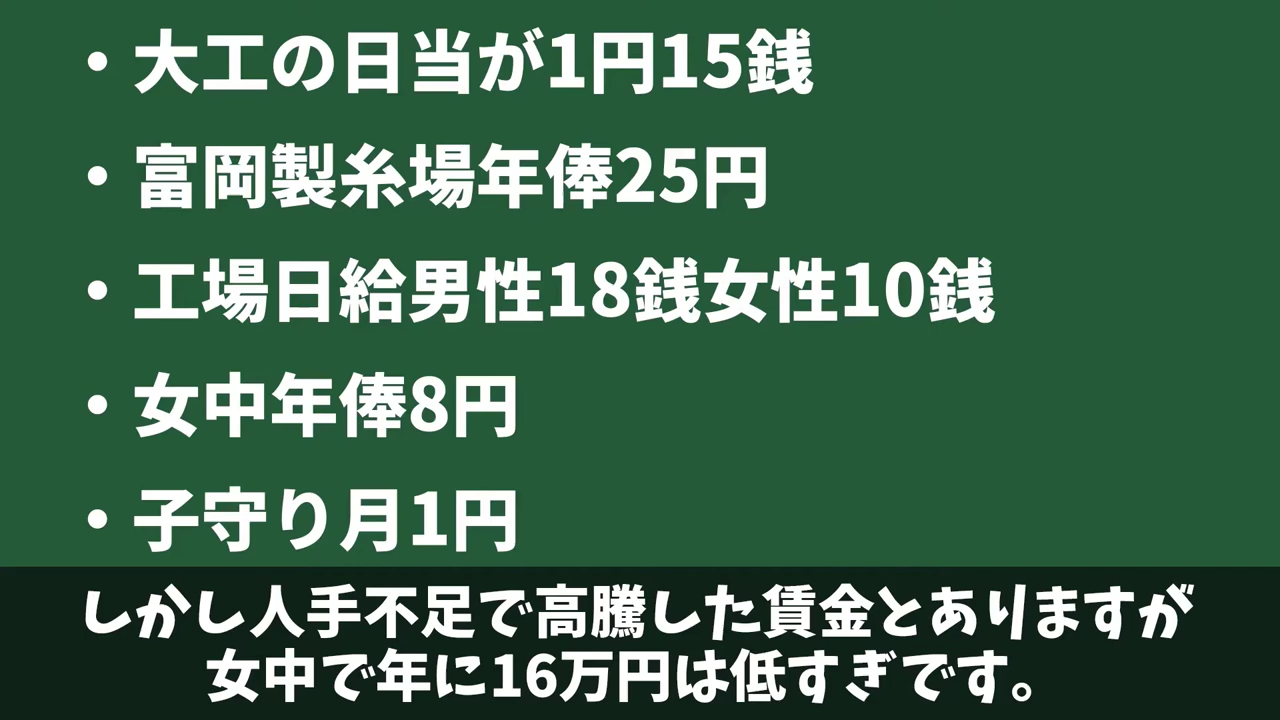 ・大工の日当が1円15銭
・富岡製糸場年俸25円
・工場日給男性18銭女性10銭
・女中年俸8円
・子守り月1円
しかし人手不足で高騰した賃金とありますが
女中で年に16万円は低すぎです。